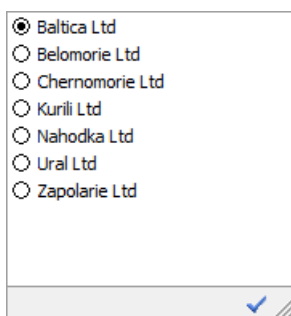 Baltica Ltd
Belomorie Ltd
Chernomorie Ltd
Kurili Ltd
Nahodka Ltd
Ural Ltd
Zapolarie Ltd